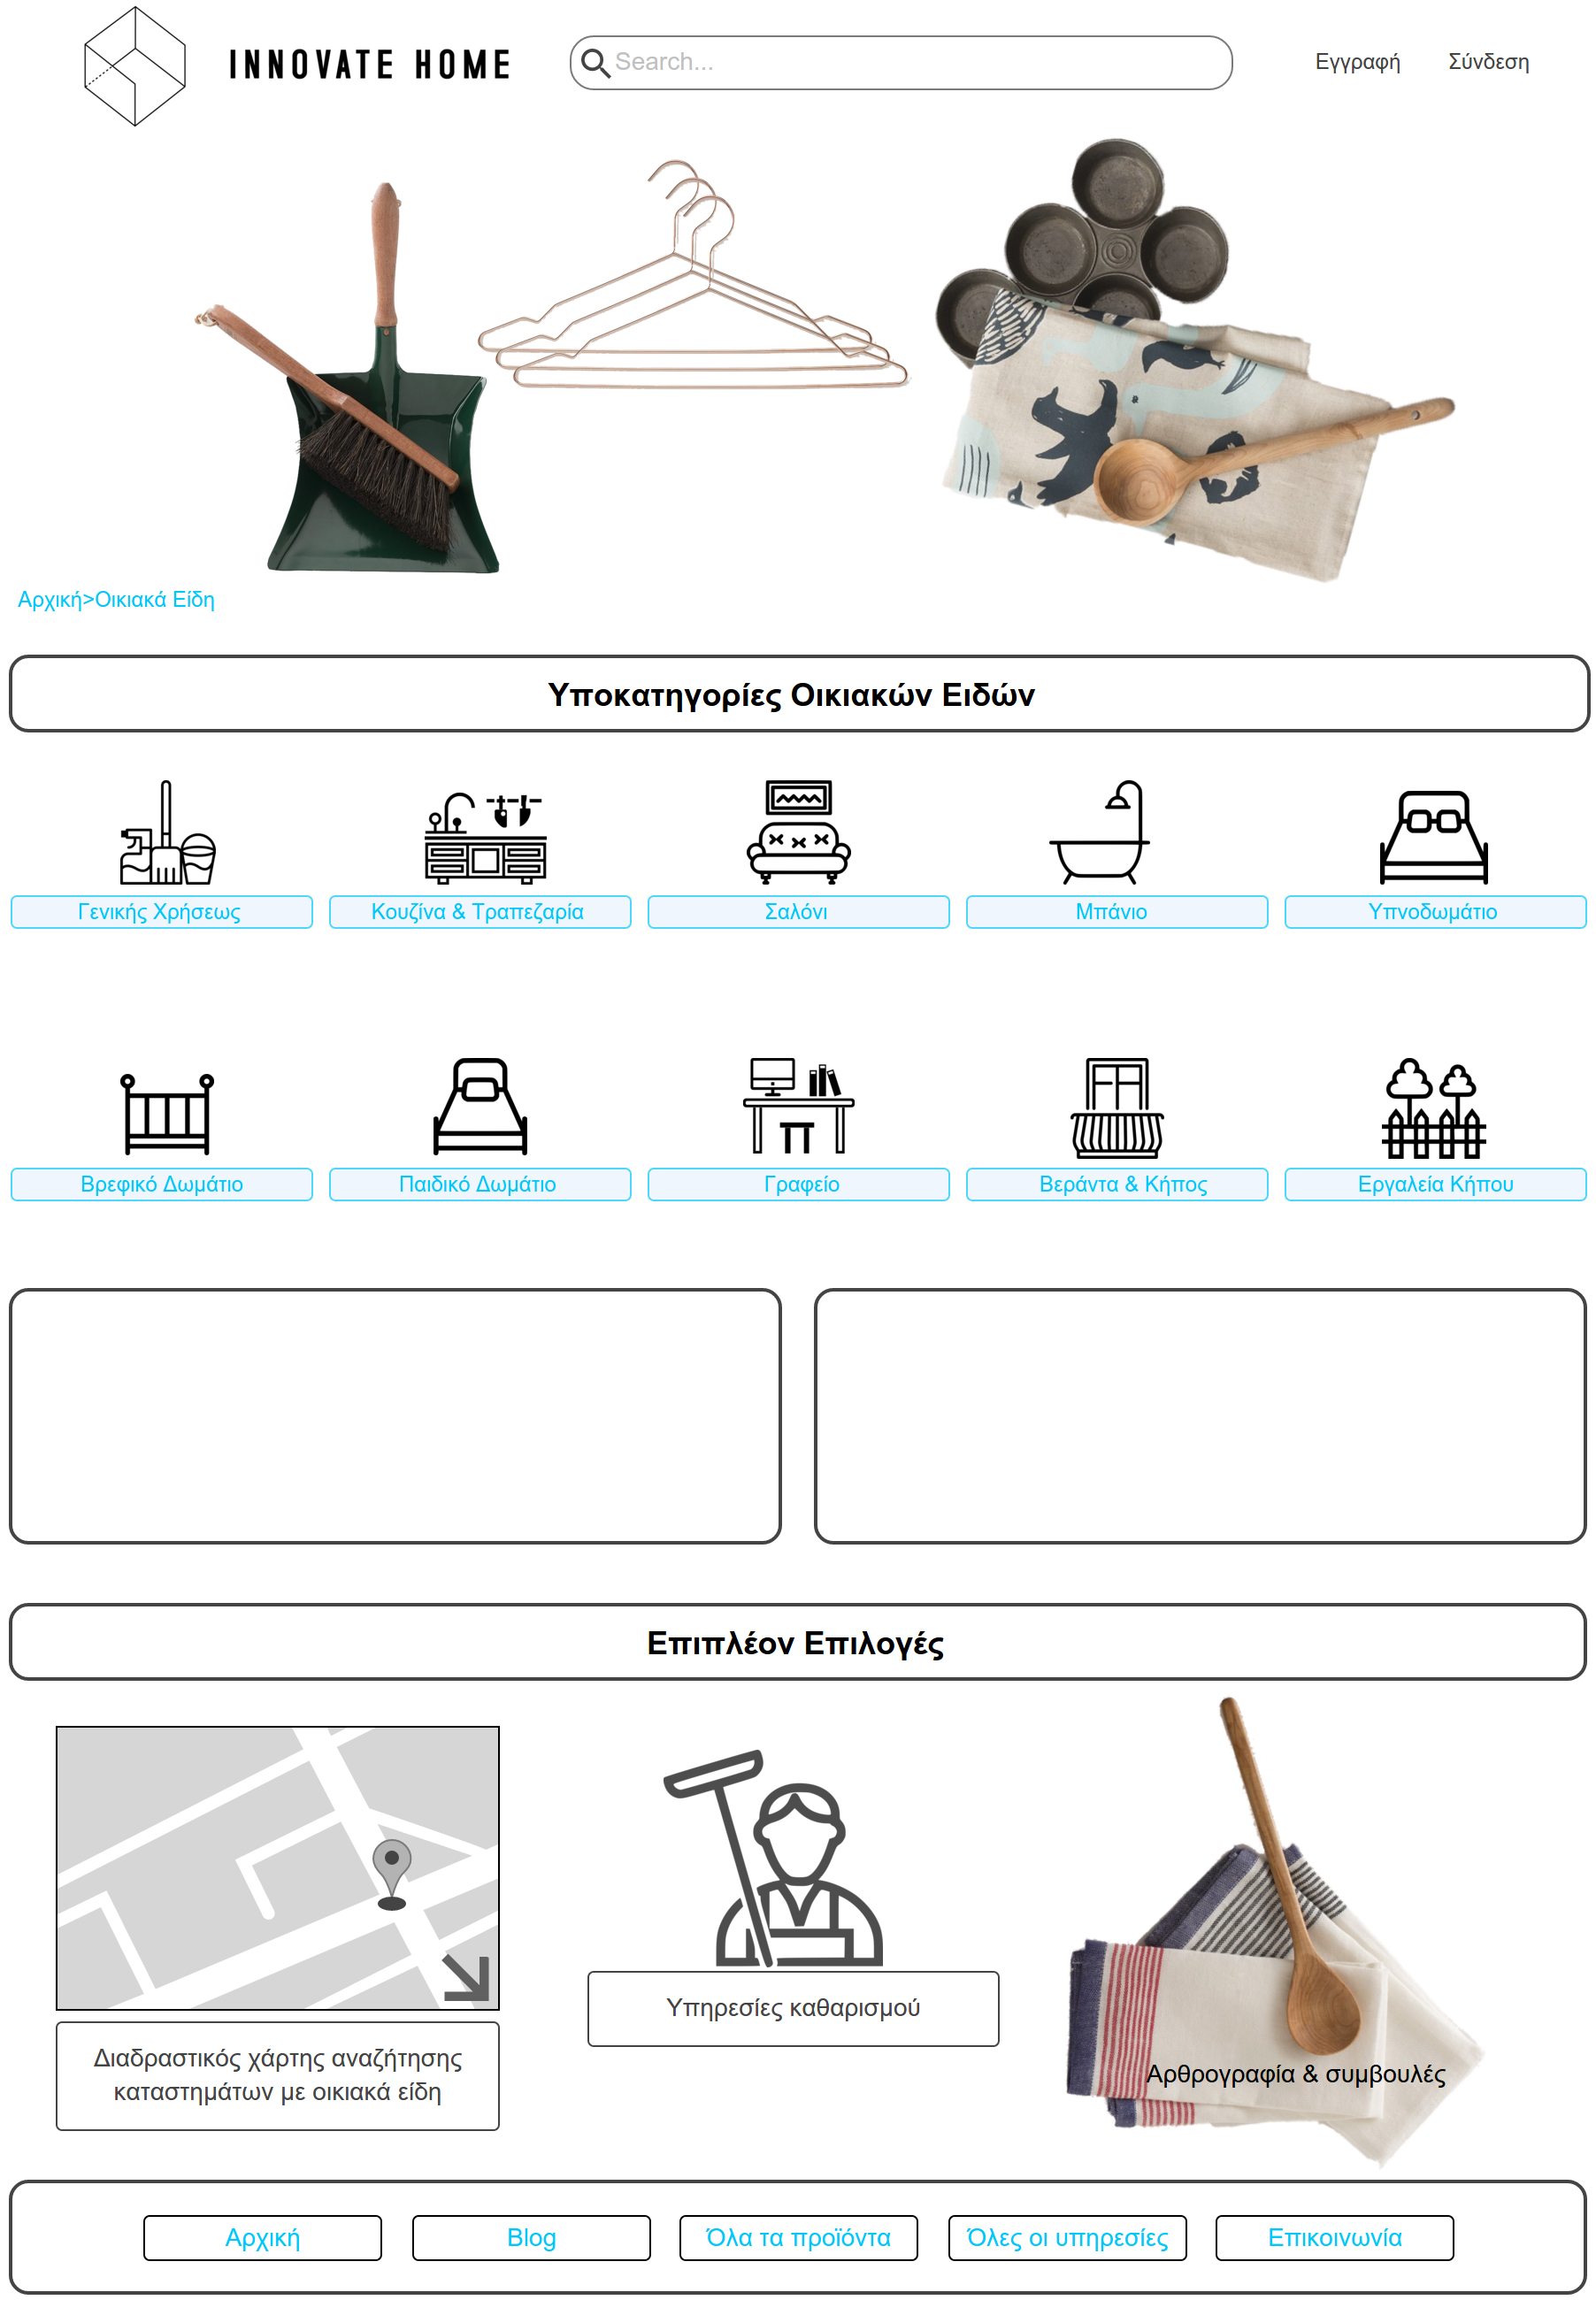 INNOVATE HOME
Search...
Εγγραφή
Σύνδεση
Αρχική>Οικιακά Είδη
Υποκατηγορίες Οικιακών Ειδών
Γενικής Χρήσεως
Κουζίνα & Τραπεζαρία
Σαλόνι
Μπάνιο
Υπνοδωμάτιο
Βρεφικό Δωμάτιο
Παιδικό Δωμάτιο
Γραφείο
Βεράντα & Κήπος
Εργαλεία Κήπου
Επιπλέον Επιλογές
Διαδραστικός χάρτης αναζήτησης
καταστημάτων με οικιακά είδη
Υπηρεσίες καθαρισμού
Αρθρογραφία & συμβουλές
Αρχική
Blog
Όλα τα προϊόντα
Όλες οι υπηρεσίες
Επικοινωνία